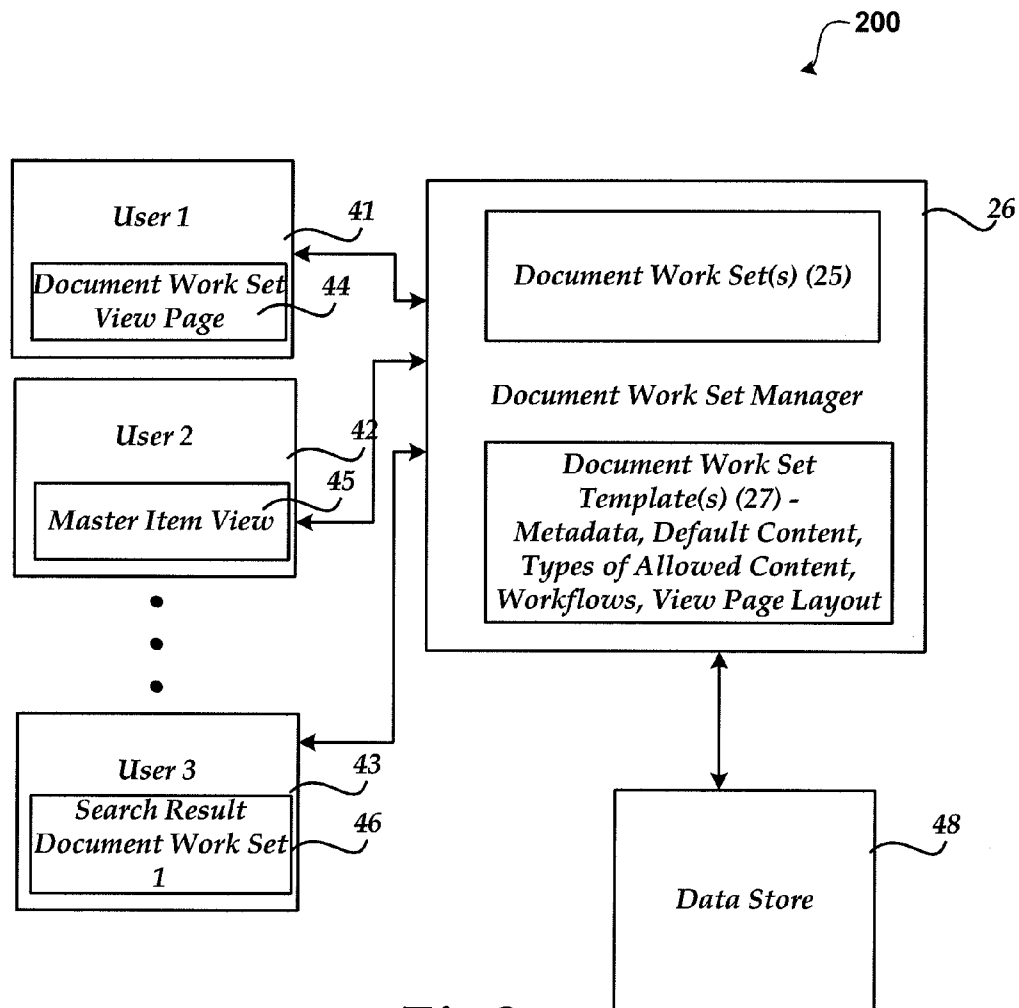 200
User 1
41
Document Work Set
View Page
44
User 2
42
Master Item View
45
User 3
43
Search Result
Document Work Set
1
46
26
Document Work Set(s) (25)
Document Work Set Manager
Document Work Set
Template(s) (27) -
Metadata, Default Content,
Types of Allowed Content,
Workflows, View Page Layout
48
Data Store